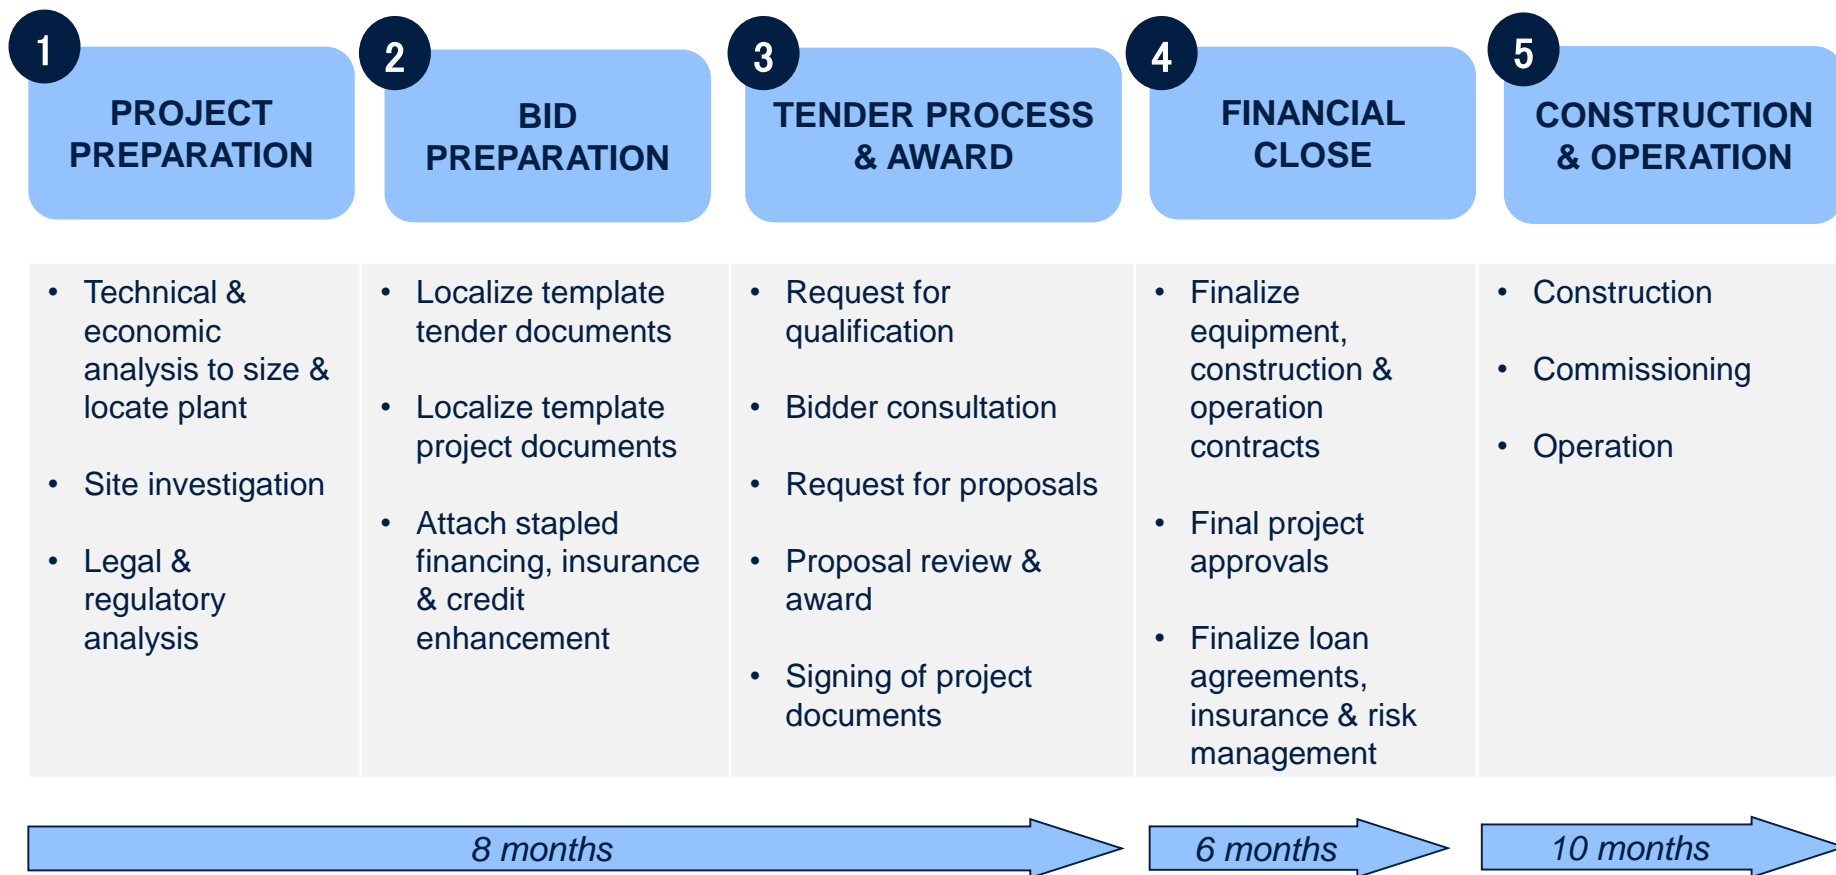 1
PROJECT
PREPARATION
2
BID
PREPARATION
3
TENDER PROCESS
& AWARD
4
FINANCIAL
CLOSE
5
CONSTRUCTION
& OPERATION
• Technical &
economic
analysis to size &
locate plant
• Site investigation
• Legal &
regulatory
analysis
• Localize template
tender documents
• Localize template
project documents
• Attach stapled
financing, insurance
& credit
enhancement
• Request for
qualification
• Bidder consultation
• Request for proposals
• Proposal review &
award
• Signing of project
documents
• Finalize
equipment,
construction &
operation
contracts
• Final project
approvals
• Finalize loan
agreements,
insurance & risk
management
• Construction
• Commissioning
• Operation
8 months
6 months
10 months